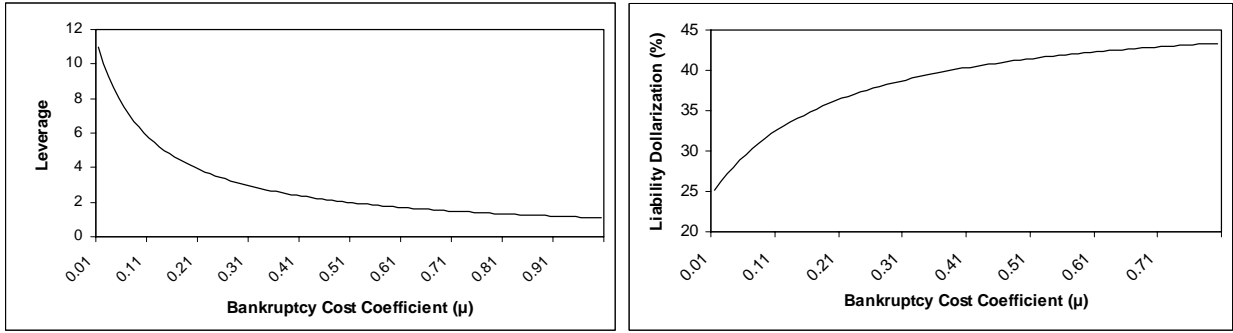 Leverage
12
10
8
6
4
2
0
0.01 0.11 0.21 0.31 0.41 0.51 0.61 0.71 0.81 0.91
Bankruptcy Cost Coefficient (μ)
Liability Dollarization (%)
45
40
35
30
25
20
0.01 0.11 0.21 0.31 0.41 0.51 0.61 0.71
Bankruptcy Cost Coefficient (μ)